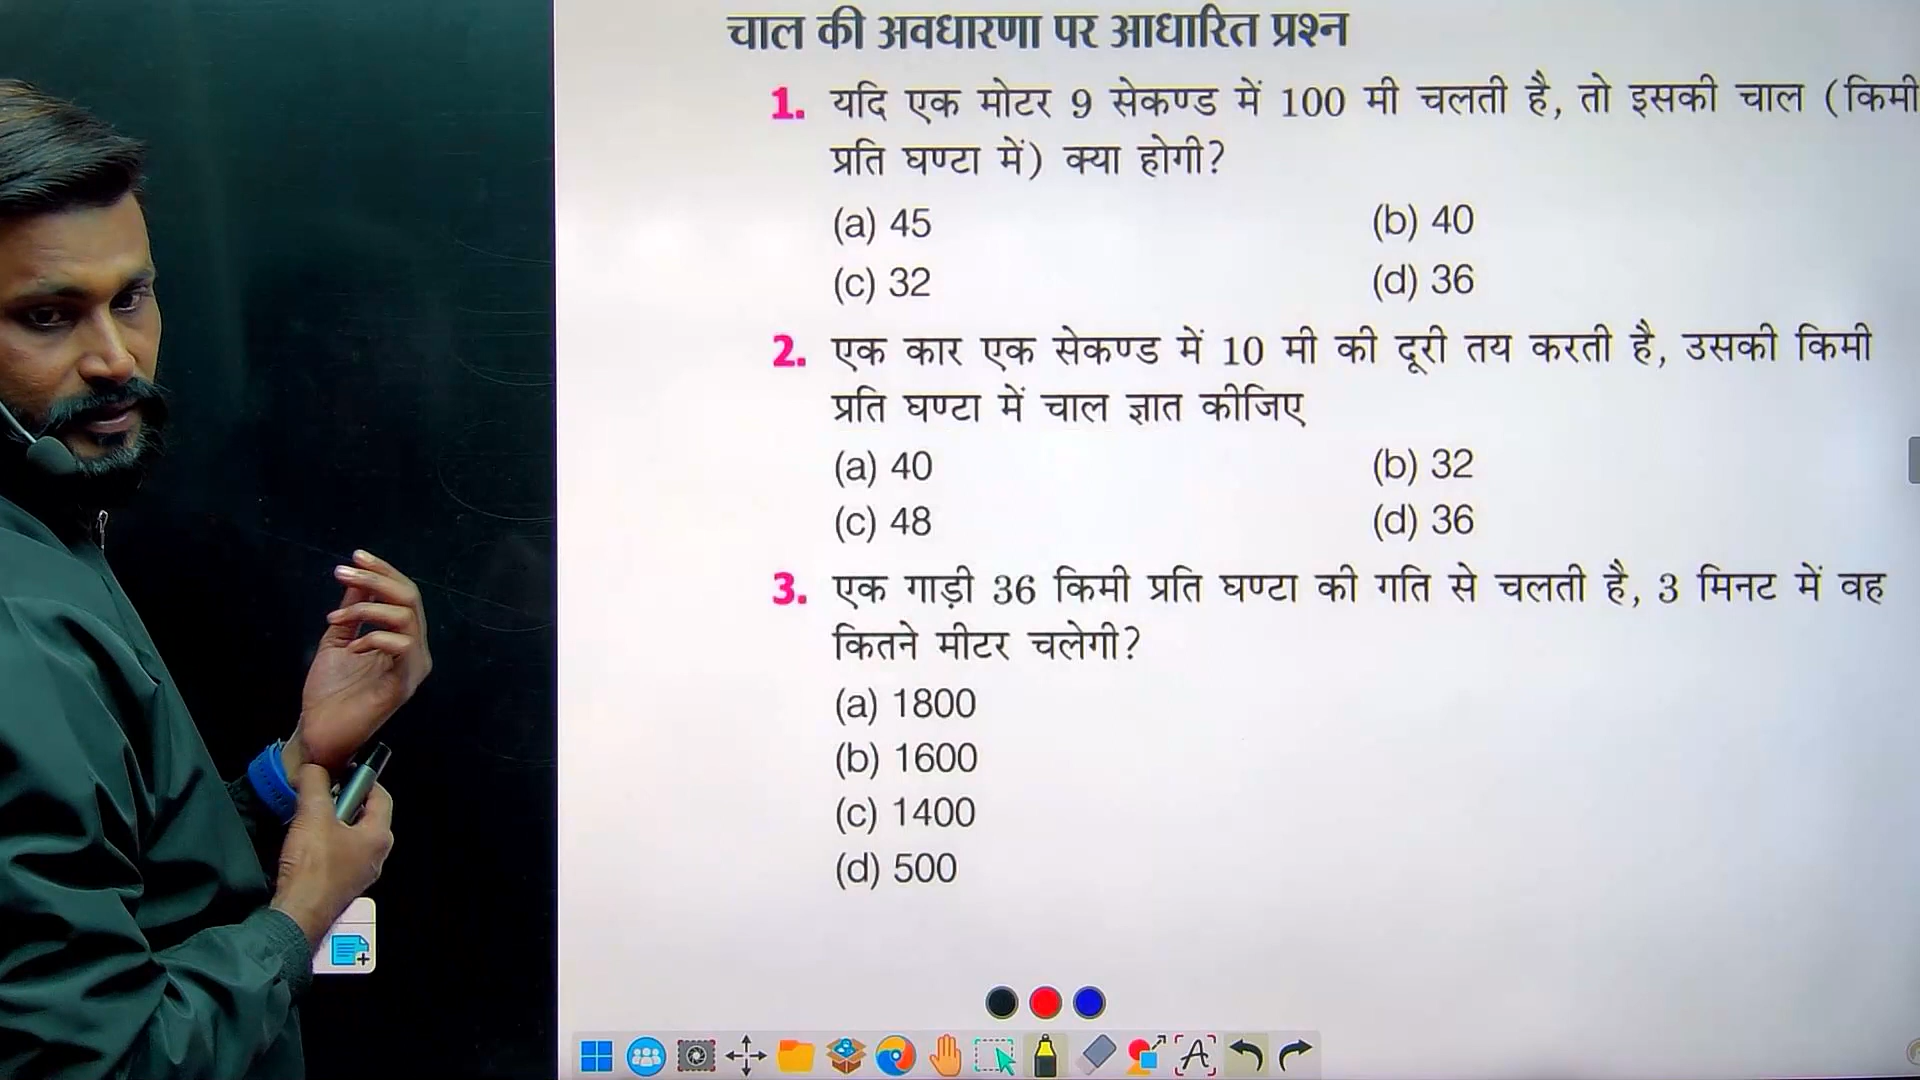 चाल की अवधारणा पर आधारित प्रश्न
1. यदि एक मोटर 9 सेकण्ड में 100 मी चलती है, तो इसकी चाल (किमी
प्रति घण्टा में) क्या होगी?
(a) 45 (b) 40
(c) 32 (d) 36
2. एक कार एक सेकण्ड में 10 मी की दूरी तय करती है, उसकी किमी
प्रति घण्टा में चाल ज्ञात कीजिए
(a) 40 (b) 32
(c) 48 (d) 36
3. एक गाड़ी 36 किमी प्रति घण्टा की गति से चलती है, 3 मिनट में वह
कितने मीटर चलेगी?
(a) 1800
(b) 1600
(c) 1400
(d) 500